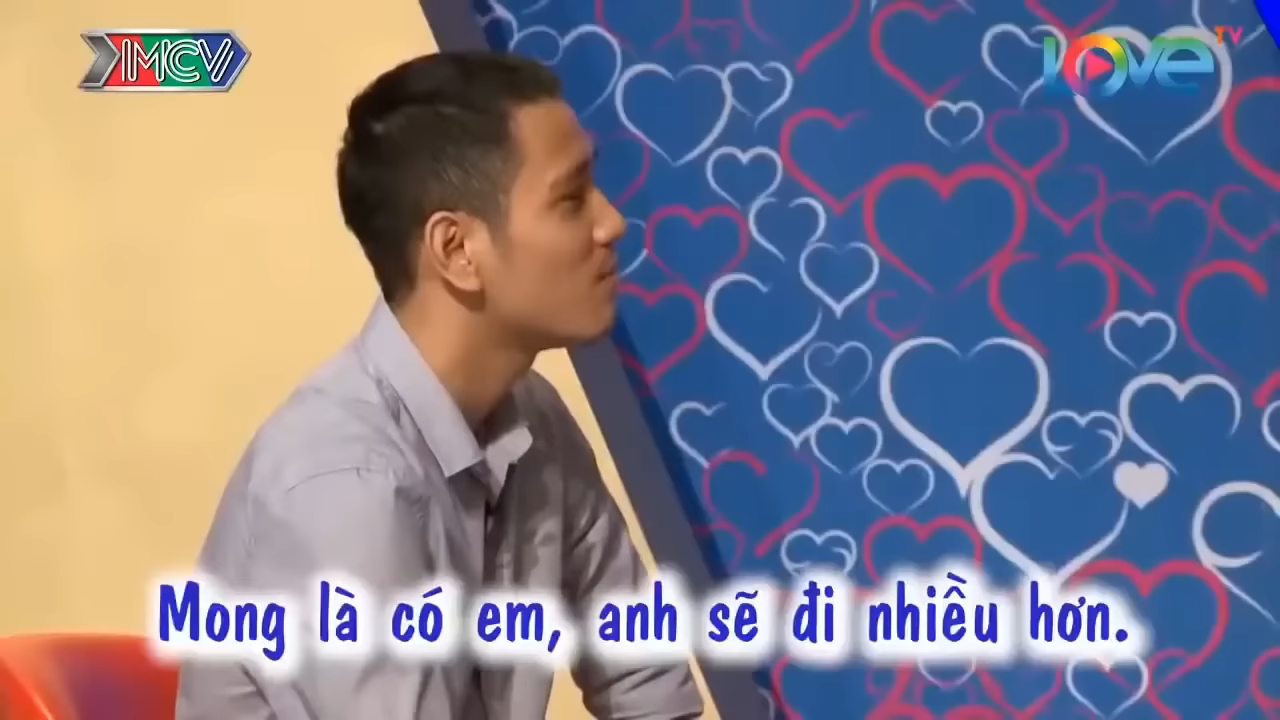 MCV
LOVE TV
Mong là có em, anh sẽ đi nhiều hơn.